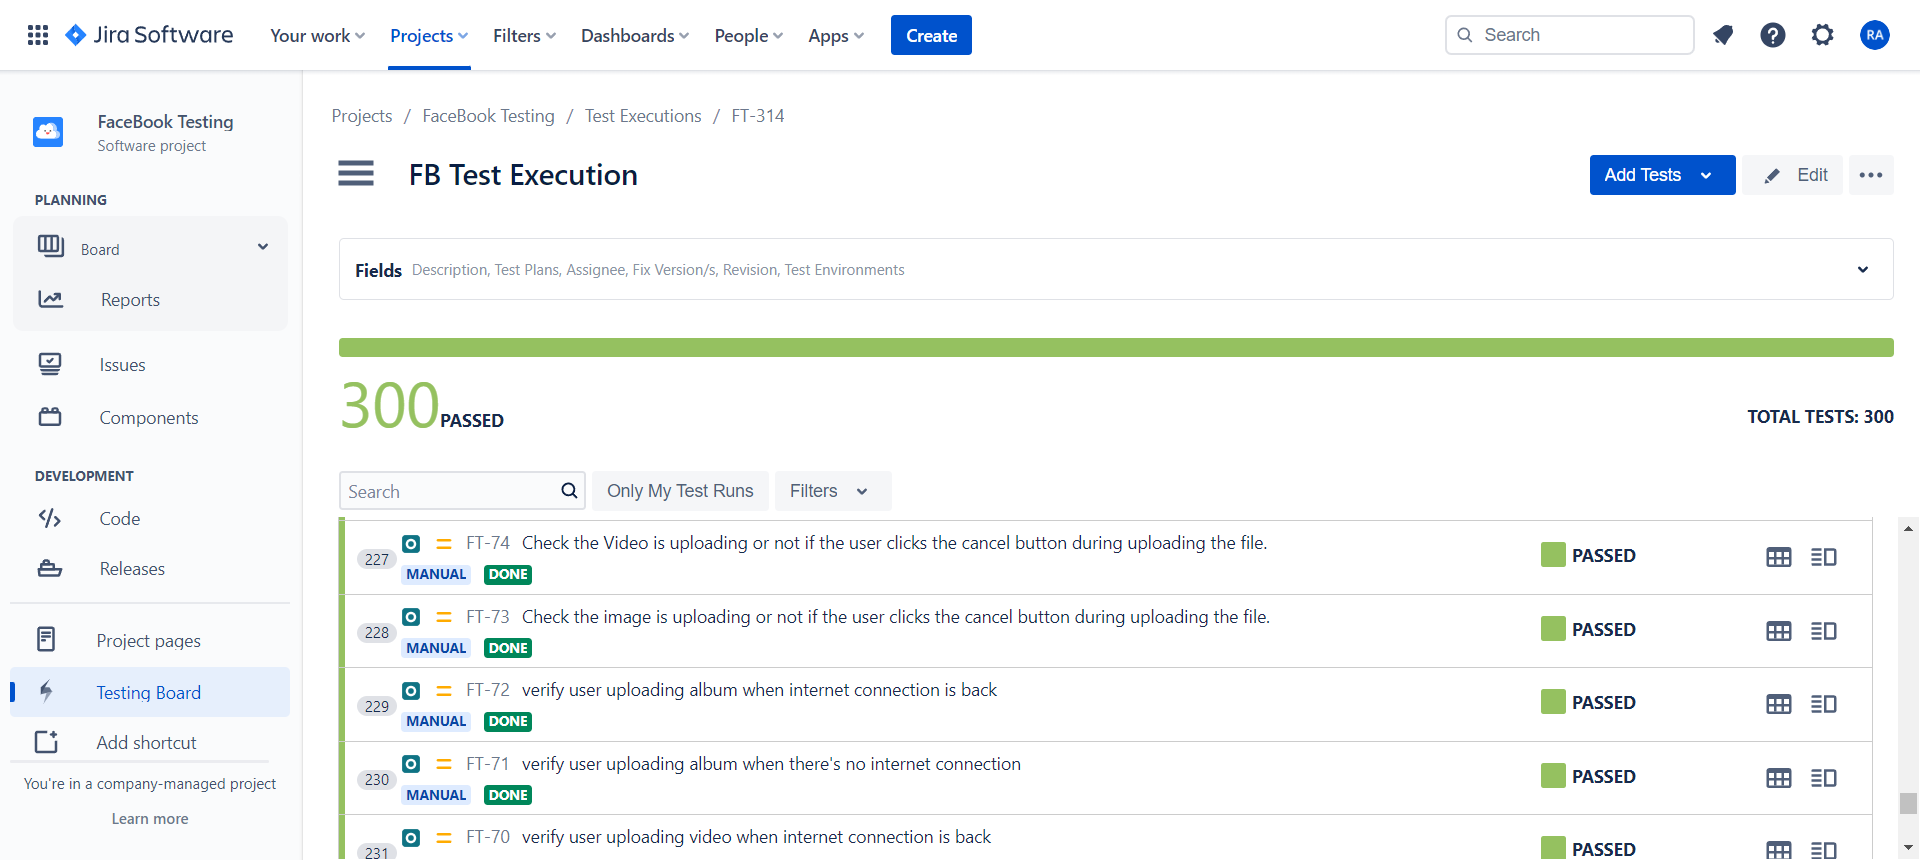 Jira Software Your work Projects Filters Dashboards People Apps Create Search RA
FaceBook Testing
Software project
PLANNING
Board
Reports
Issues
Components
DEVELOPMENT
Code
Releases
Project pages
Testing Board
Add shortcut
You're in a company-managed project
Learn more
Projects / FaceBook Testing / Test Executions / FT-314
FB Test Execution Add Tests Edit
Fields Description, Test Plans, Assignee, Fix Version/s, Revision, Test Environments
300 PASSED TOTAL TESTS: 300
Search Only My Test Runs Filters
227 FT-74 Check the Video is uploading or not if the user clicks the cancel button during uploading the file. PASSED
MANUAL DONE
228 FT-73 Check the image is uploading or not if the user clicks the cancel button during uploading the file. PASSED
MANUAL DONE
229 FT-72 verify user uploading album when internet connection is back PASSED
MANUAL DONE
230 FT-71 verify user uploading album when there's no internet connection PASSED
MANUAL DONE
231 FT-70 verify user uploading video when internet connection is back PASSED